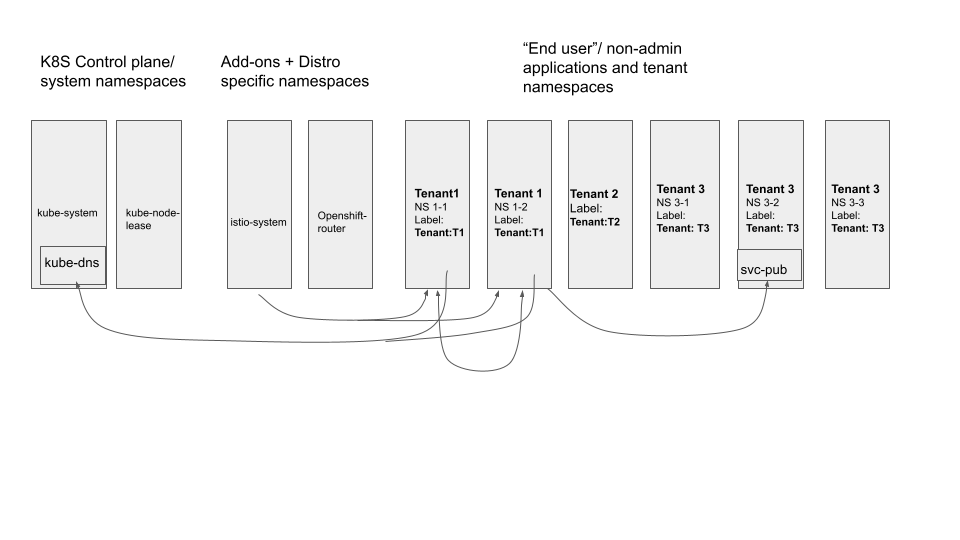 K8S Control plane/
system namespaces
Add-ons + Distro
specific namespaces
“End user”/ non-admin
applications and tenant
namespaces
kube-system
kube-dns
kube-node-
lease
istio-system
Openshift-
router
Tenant1
NS 1-1
Label:
Tenant:T1
Tenant 1
NS 1-2
Label:
Tenant:T1
Tenant 2
Label:
Tenant:T2
Tenant 3
NS 3-1
Label:
Tenant: T3
Tenant 3
NS 3-2
Label:
Tenant: T3
svc-pub
Tenant 3
NS 3-3
Label:
Tenant: T3